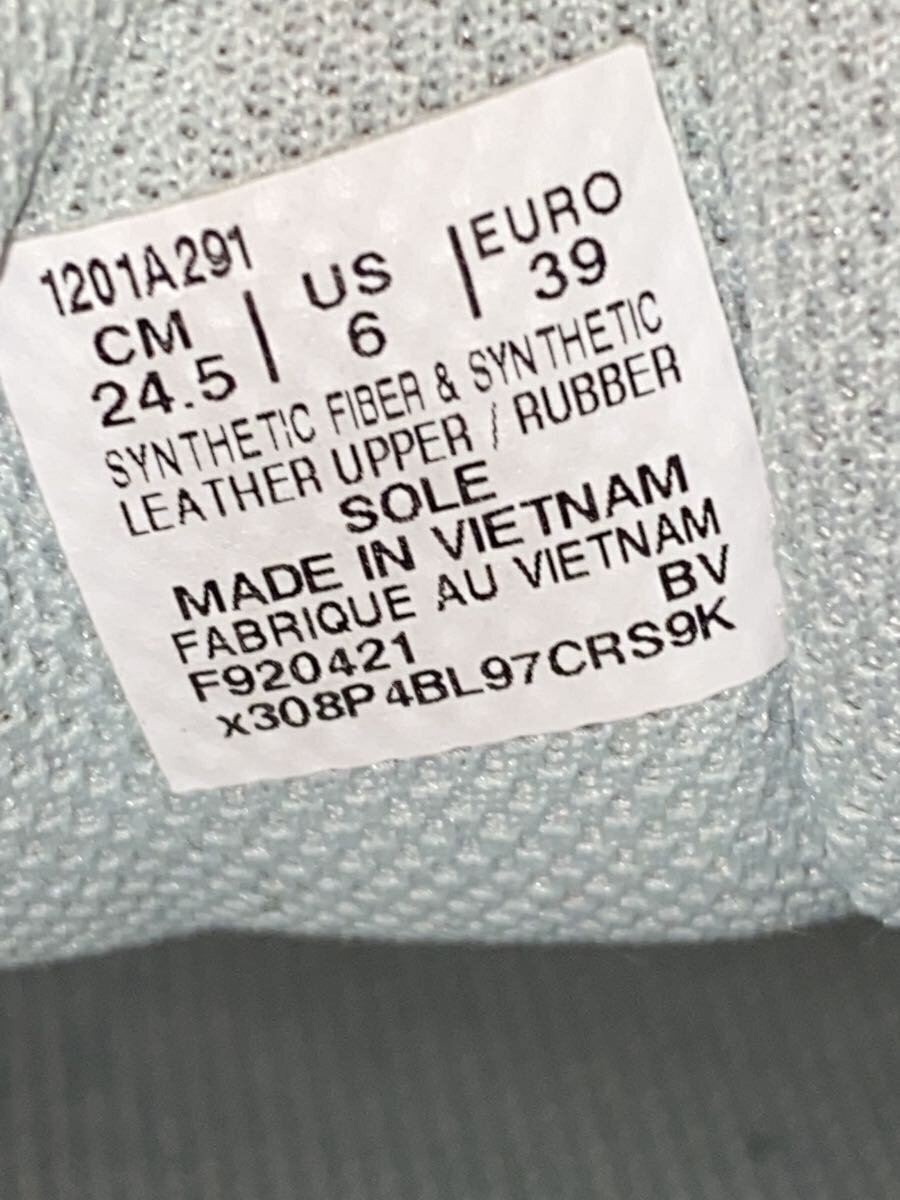 1201A291
CM | US | EURO
24.5 6 39
SYNTHETIC FIBER & SYNTHETIC
LEATHER UPPER / RUBBER
SOLE
MADE IN VIETNAM
FABRIQUE AU VIETNAM
F920421 BV
x308P4BL97CRS9K